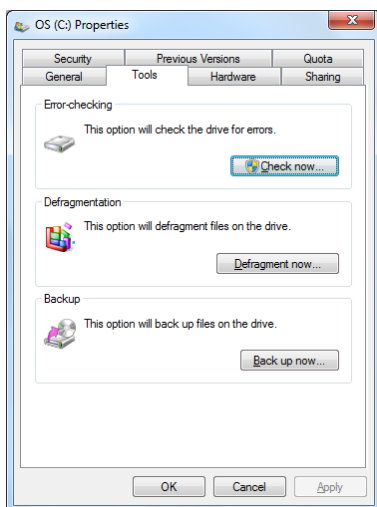 OS (C:) Properties
Security Previous Versions Quota
General Tools Hardware Sharing
Error-checking
This option will check the drive for errors.
Check now...
Defragmentation
This option will defragment files on the drive.
Defragment now...
Backup
This option will back up files on the drive.
Back up now...
OK Cancel Apply